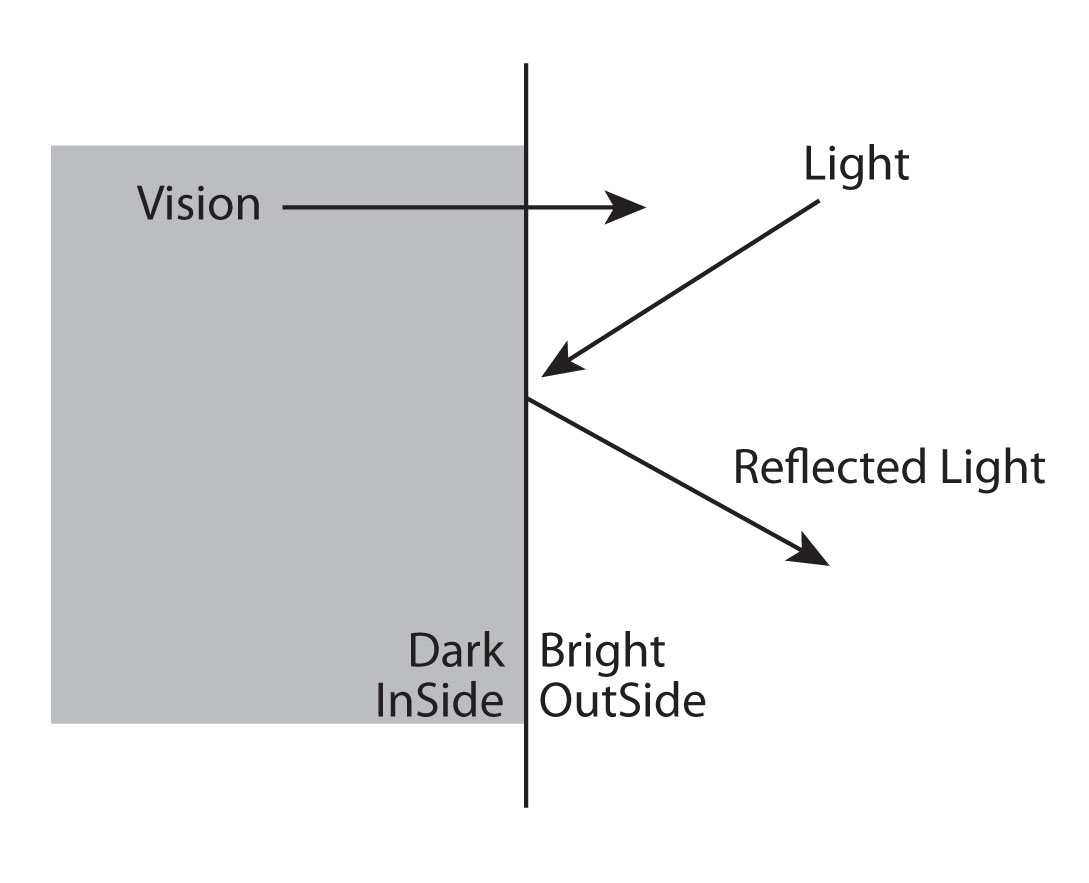 Light
Vision
Reflected Light
Dark
InSide
Bright
OutSide